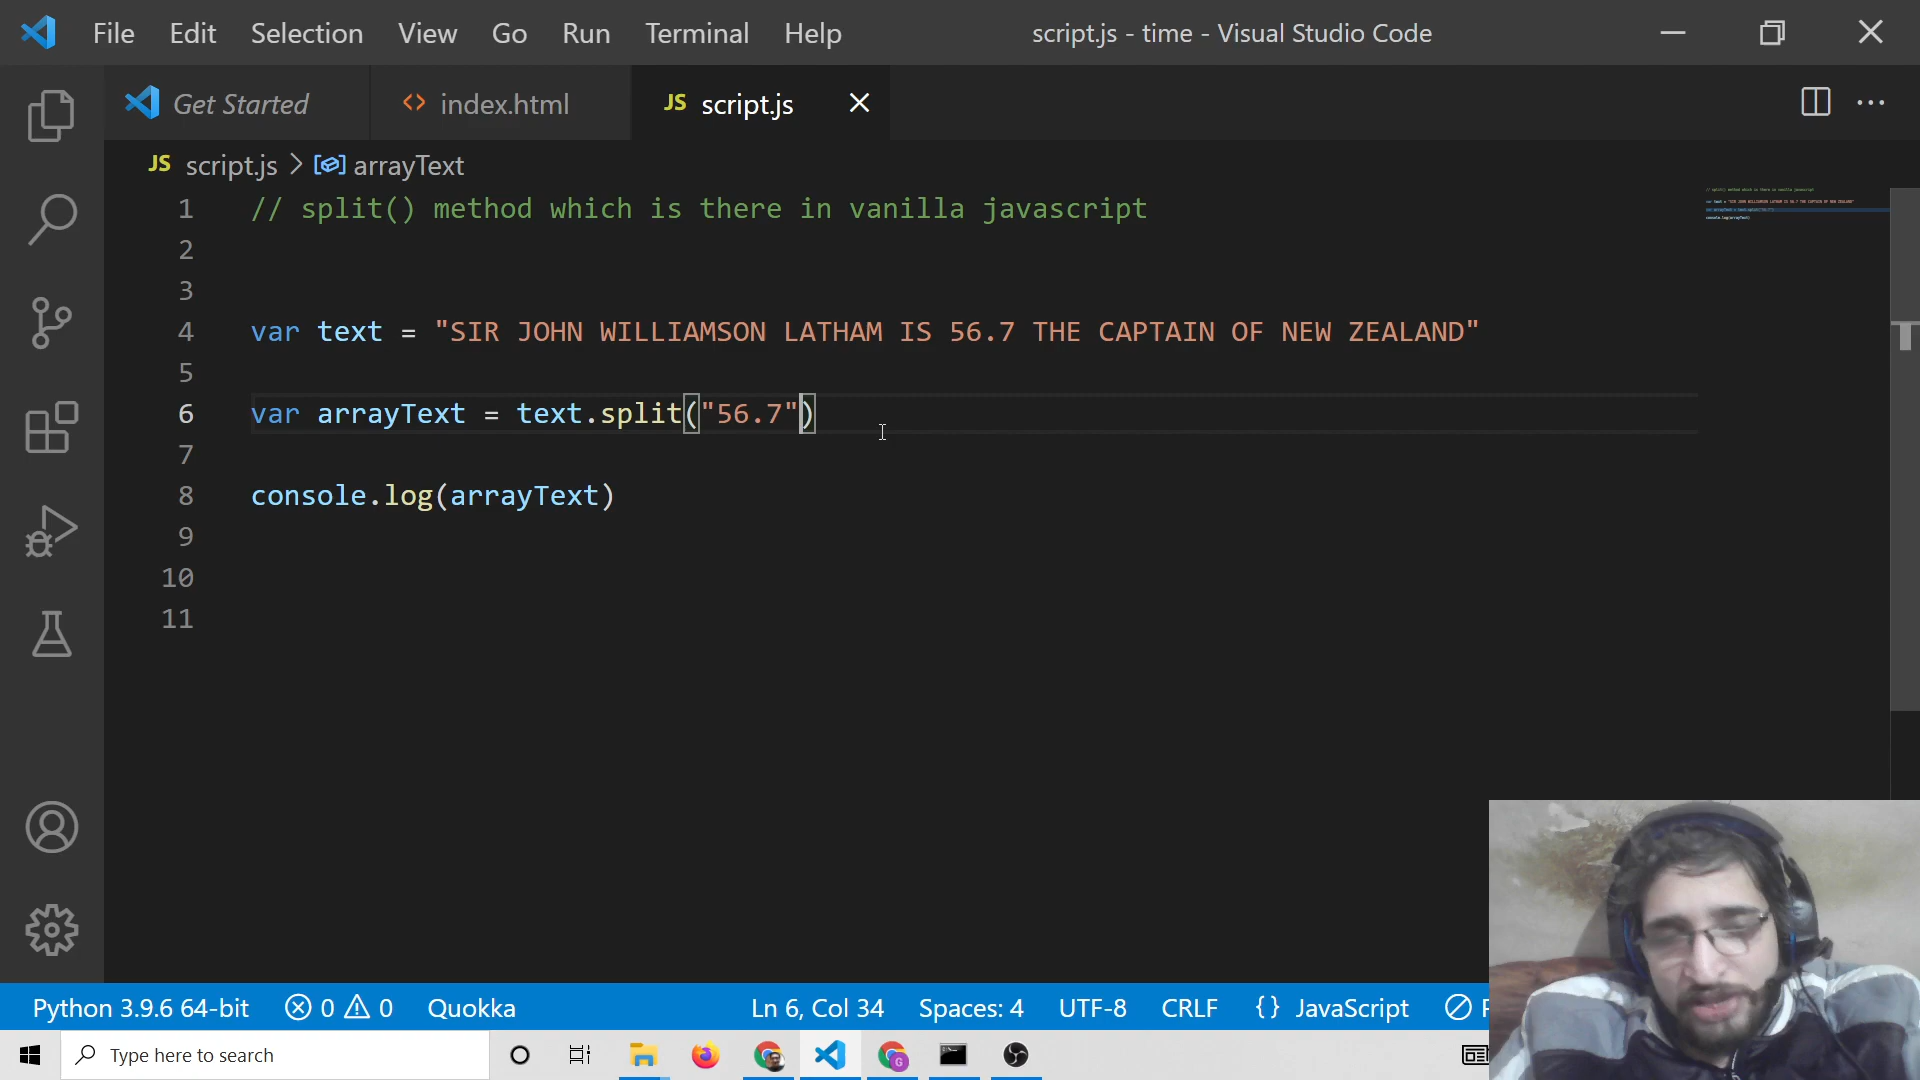 File Edit Selection View Go Run Terminal Help script.js - time - Visual Studio Code
Get Started index.html JS script.js
JS script.js > arrayText
1 // split() method which is there in vanilla javascript
2
3
4 var text = "SIR JOHN WILLIAMSON LATHAM IS 56.7 THE CAPTAIN OF NEW ZEALAND"
5
6 var arrayText = text.split("56.7")
7
8 console.log(arrayText)
9
10
11
Python 3.9.6 64-bit 0 0 Quokka Ln 6, Col 34 Spaces: 4 UTF-8 CRLF {} JavaScript
Type here to search